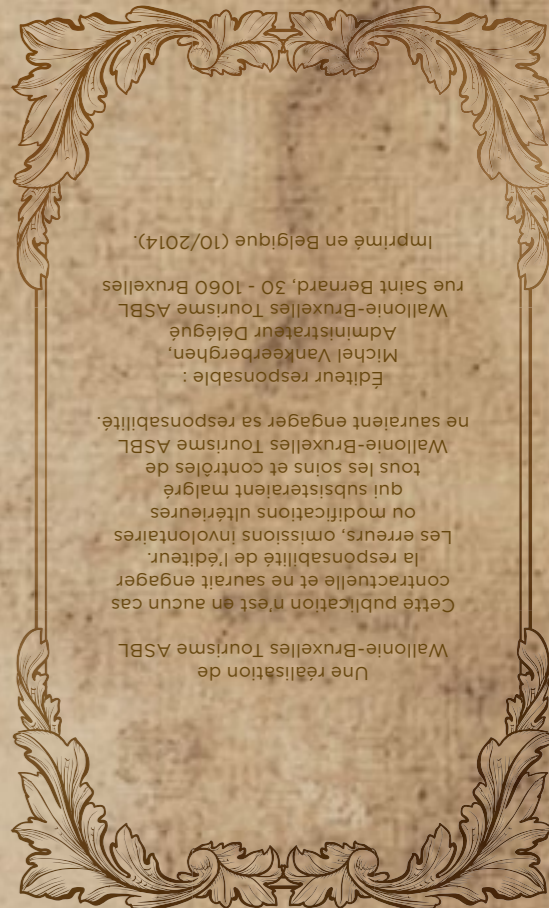 Une réalisation de
Wallonie-Bruxelles Tourisme ASBL
Cette publication n'est en aucun cas
contractuelle et ne saurait engager
la responsabilité de l'éditeur.
Les erreurs, omissions involontaires
ou modifications ultérieures
qui subsisteraient malgré
tous les soins et contrôles de
Wallonie-Bruxelles Tourisme ASBL
ne sauraient engager sa responsabilité.
Éditeur responsable :
Michel Vankeerberghen,
Administrateur Délégué
Wallonie-Bruxelles Tourisme ASBL
rue Saint Bernard, 30 - 1060 Bruxelles
Imprimé en Belgique (10/2014).